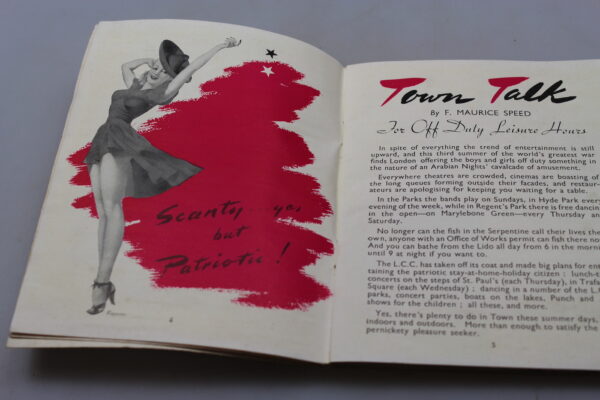 Scanty - yes,
but
Patriotic !
4
Town Talk
By F. MAURICE SPEED
For Off Duty Leisure Hours
In spite of everything the trend of entertainment is still
upward, and this third summer of the world's greatest war
finds London offering the boys and girls off duty something in
the nature of an Arabian Nights' cavalcade of amusement.
Everywhere theatres are crowded, cinemas are boasting of
the long queues forming outside their facades, and restaur-
ateurs are apologising for keeping you waiting for a table.
In the Parks the bands play on Sundays, in Hyde Park every
evening of the week, while in Regent's Park there is free dancing
in the open—on Marylebone Green—every Thursday an
Saturday.
No longer can the fish in the Serpentine call their lives the
own, anyone with an Office of Works permit can fish there no
And you can bathe from the Lido all day from 6 in the morn
until 9 at night if you want to.
The L.C.C. has taken off its coat and made big plans for ent
taining the patriotic stay-at-home-holiday citizen ; lunch-t
concerts on the steps of St. Paul's (each Thursday), in Trafa
Square (each Wednesday) ; dancing in a number of the L.
parks, concert parties, boats on the lakes, Punch and
shows for the children ; all these, and more.
Yes, there's plenty to do in Town these summer days,
indoors and outdoors. More than enough to satisfy the
pernickety pleasure seeker.
5